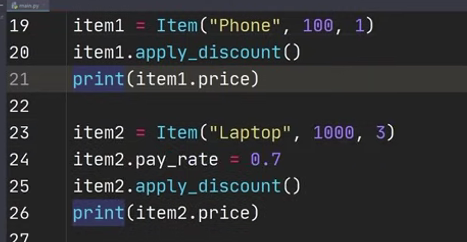 main.py
19 item1 = Item("Phone", 100, 1)
20 item1.apply_discount()
21 print(item1.price)
22
23 item2 = Item("Laptop", 1000, 3)
24 item2.pay_rate = 0.7
25 item2.apply_discount()
26 print(item2.price)
27